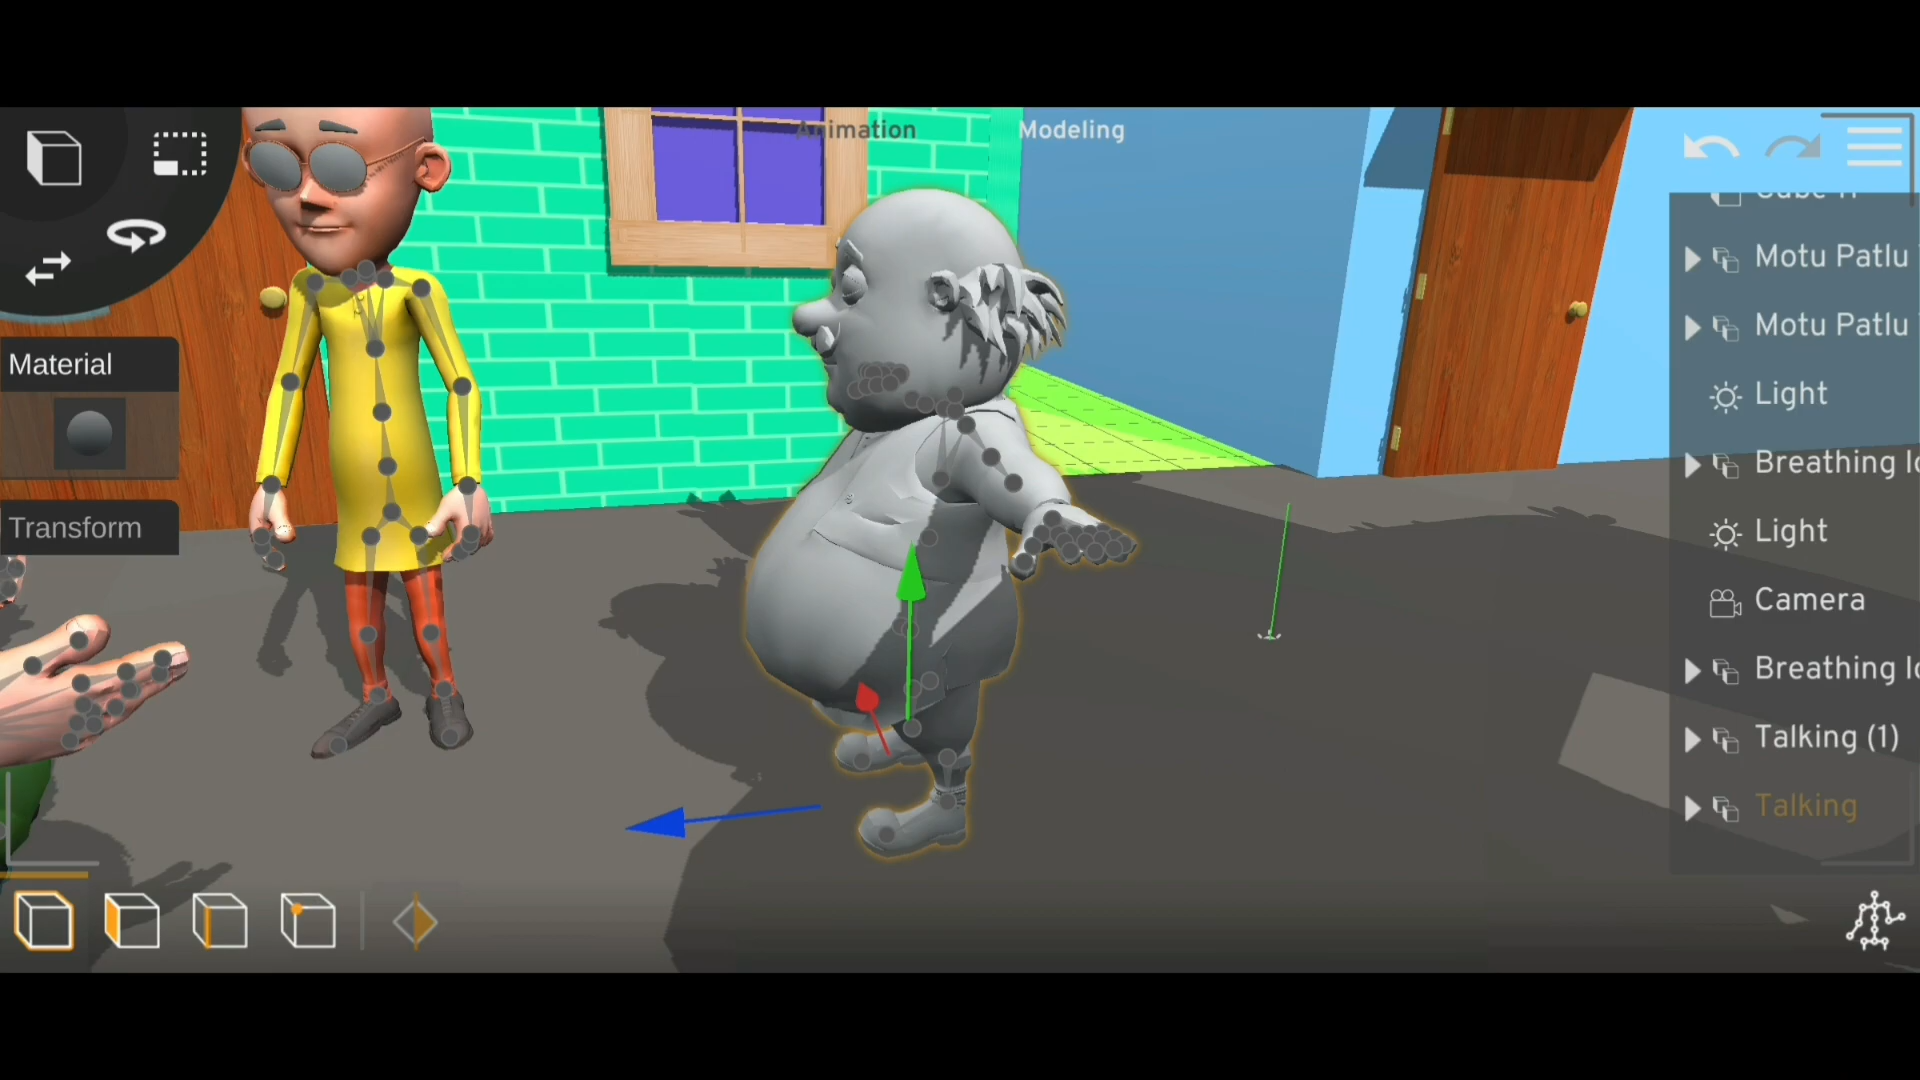 Animation
Modeling
Material
Transform
Motu Patlu
Motu Patlu
Light
Breathing
Light
Camera
Breathing
Talking (1)
Talking